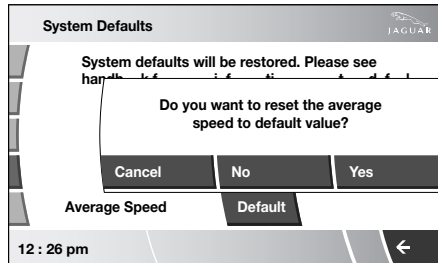 System Defaults
JAGUAR
System defaults will be restored. Please see
Do you want to reset the average
speed to default value?
Cancel No Yes
Average Speed Default
12 : 26 pm